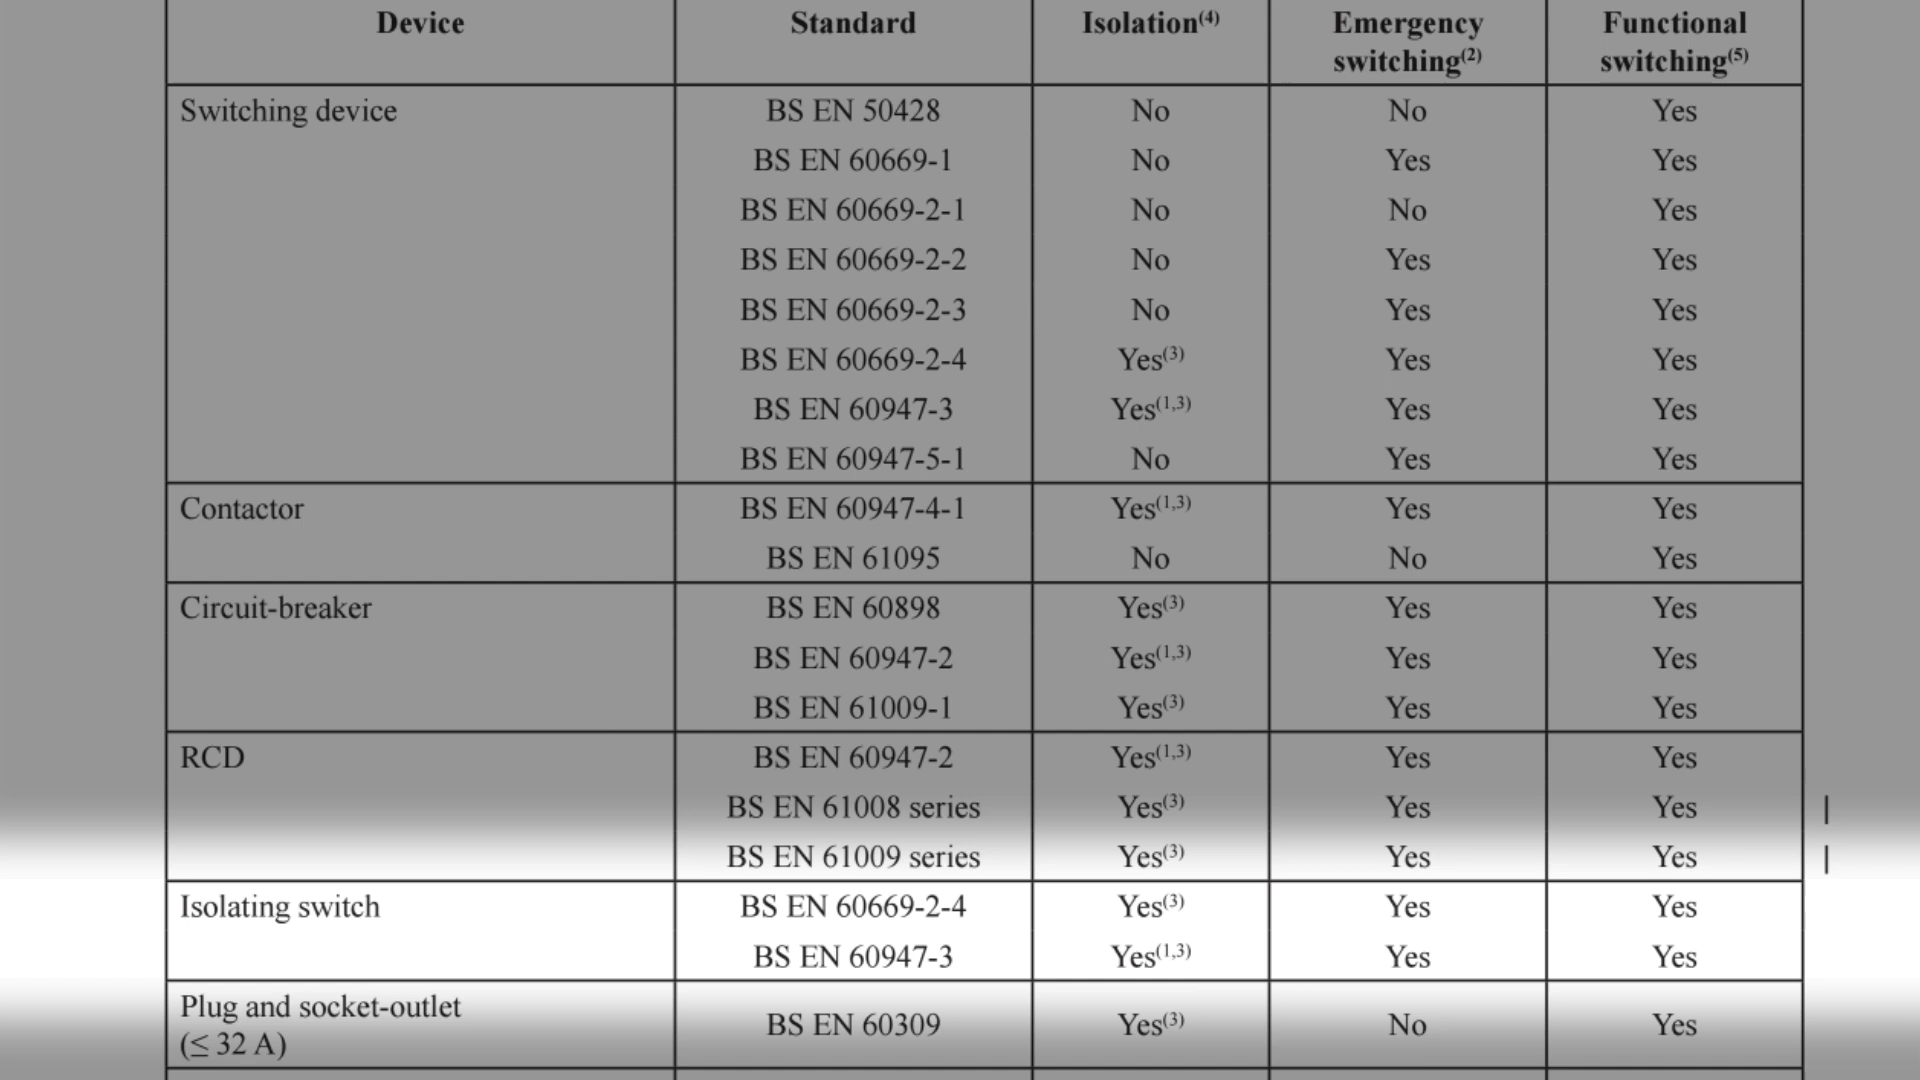 Device Standard Isolation(4) Emergency switching(2) Functional switching(5)
Switching device BS EN 50428 No No Yes
BS EN 60669-1 No Yes Yes
BS EN 60669-2-1 No No Yes
BS EN 60669-2-2 No Yes Yes
BS EN 60669-2-3 No Yes Yes
BS EN 60669-2-4 Yes(3) Yes Yes
BS EN 60947-3 Yes(1,3) Yes Yes
BS EN 60947-5-1 No Yes Yes
Contactor BS EN 60947-4-1 Yes(1,3) Yes Yes
BS EN 61095 No No Yes
Circuit-breaker BS EN 60898 Yes(3) Yes Yes
BS EN 60947-2 Yes(1,3) Yes Yes
BS EN 61009-1 Yes(3) Yes Yes
RCD BS EN 60947-2 Yes(1,3) Yes Yes
BS EN 61008 series Yes(3) Yes Yes
BS EN 61009 series Yes(3) Yes Yes
Isolating switch BS EN 60669-2-4 Yes(3) Yes Yes
BS EN 60947-3 Yes(1,3) Yes Yes
Plug and socket-outlet
(≤ 32 A) BS EN 60309 Yes(3) No Yes